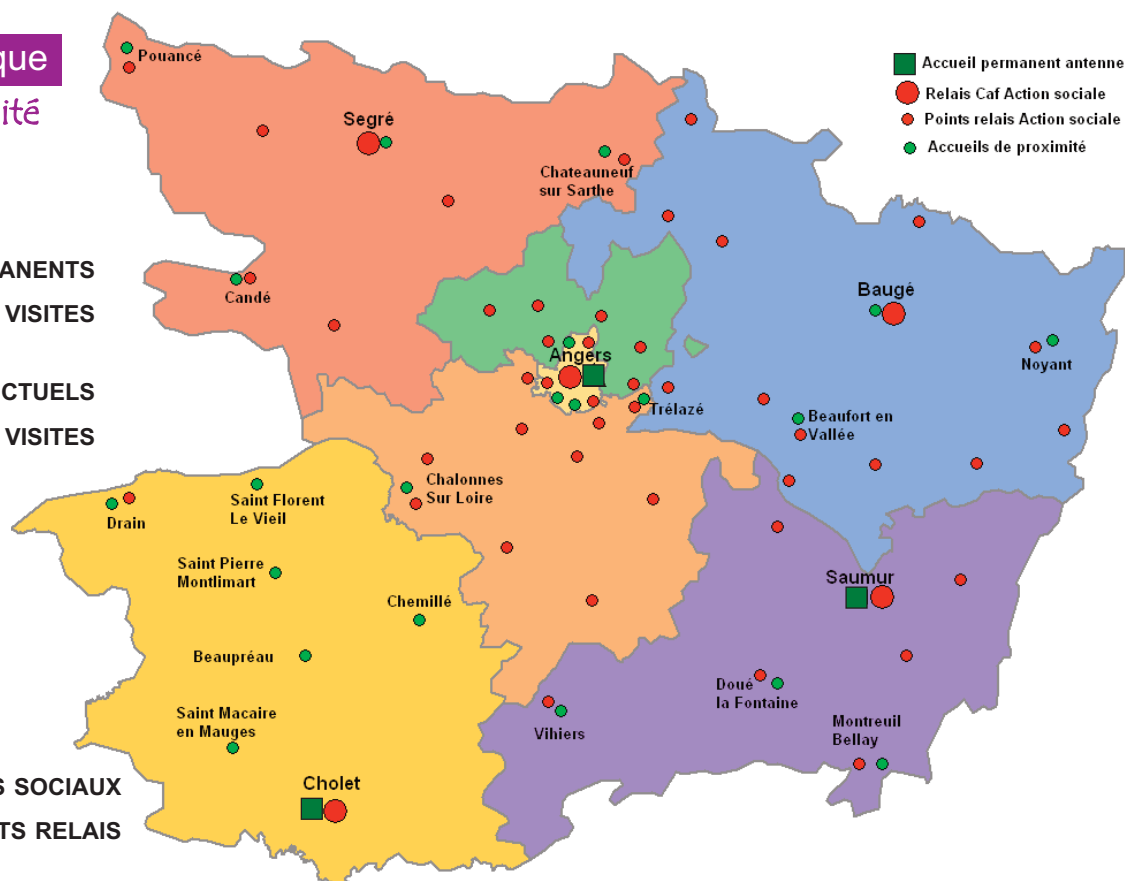 que
ité
ANENTS
VISITES
CTUELS
VISITES
S SOCIAUX
TS RELAIS
Accueil permanent antenne
Relais Caf Action sociale
Points relais Action sociale
Accueils de proximité
Pouancé
Segré
Chateauneuf
sur Sarthe
Candé
Baugé
Noyant
Angers
Trélazé
Beaufort en
Vallée
Chalonnes
Sur Loire
Saint Florent
Le Vieil
Drain
Saint Pierre
Montlimart
Chemillé
Saumur
Beaupréau
Doué
la Fontaine
Saint Macaire
en Mauges
Vihiers
Montreuil
Bellay
Cholet